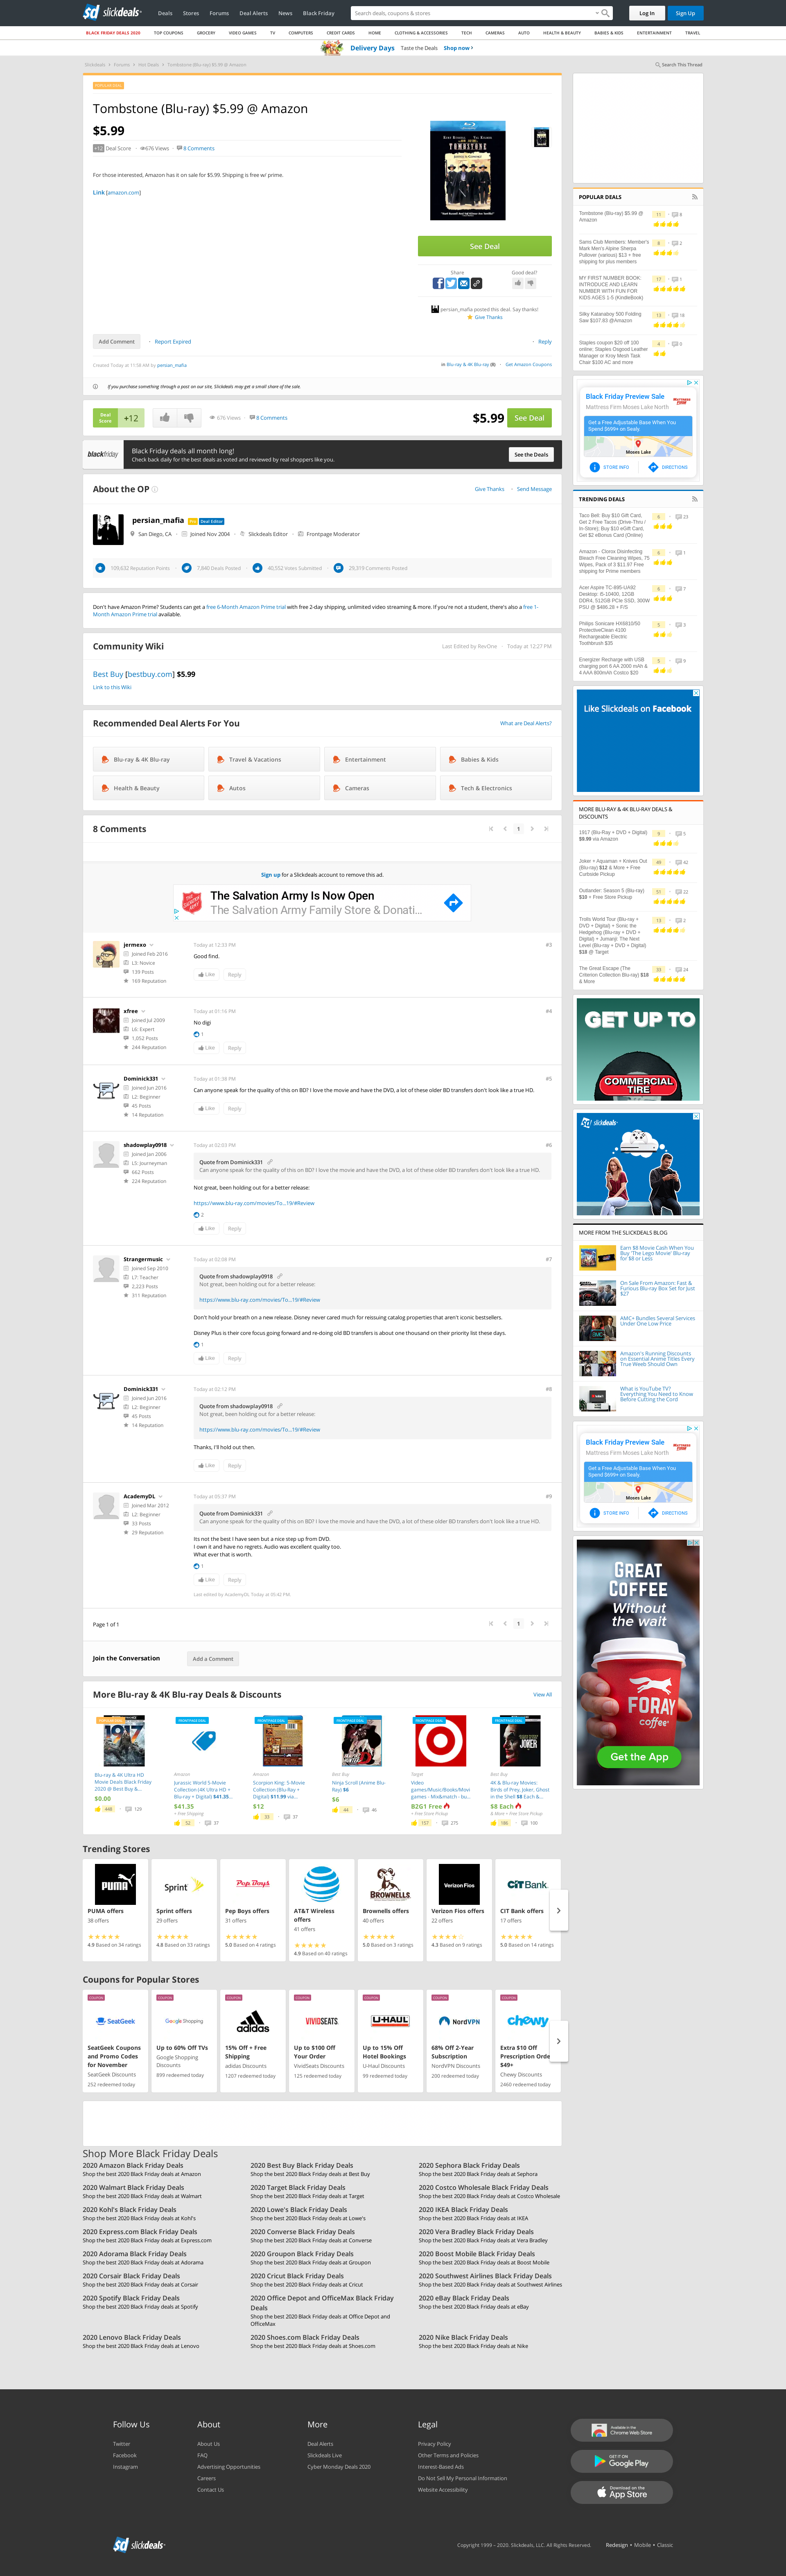 slickdeals
Deals Stores Forums Deal Alerts News Black Friday
Search deals, coupons & stores
Log In
Sign Up
BLACK FRIDAY DEALS 2020 TOP COUPONS GROCERY VIDEO GAMES TV COMPUTERS CREDIT CARDS HOME CLOTHING & ACCESSORIES TECH CAMERAS AUTO HEALTH & BEAUTY BABIES & KIDS ENTERTAINMENT TRAVEL
Delivery Days Taste the Deals Shop now
Slickdeals Forums Hot Deals Tombstone (Blu-ray) $5.99 @ Amazon
Search This Thread
POPULAR DEAL
Tombstone (Blu-ray) $5.99 @ Amazon
$5.99
+12 Deal Score 676 Views 8 Comments
For those interested, Amazon has it on sale for $5.99. Shipping is free w/ prime.
Link [amazon.com]
TOMBSTONE
See Deal
Share
Good deal?
persian_mafia posted this deal. Say thanks!
Give Thanks
Add Comment Report Expired Reply
Created Today at 11:58 AM by persian_mafia
in Blu-ray & 4K Blu-ray (5) Get Amazon Coupons
If you purchase something through a post on our site, Slickdeals may get a small share of the sale.
Deal Score +12
676 Views 8 Comments
$5.99 See Deal
blackfriday
Black Friday deals all month long!
Check back daily for the best deals as voted and reviewed by real shoppers like you.
See the Deals
About the OP
Give Thanks Send Message
persian_mafia Pro Deal Editor
San Diego, CA Joined Nov 2004 Slickdeals Editor Frontpage Moderator
109,632 Reputation Points 7,840 Deals Posted 40,552 Votes Submitted 29,319 Comments Posted
Don't have Amazon Prime? Students can get a free 6-Month Amazon Prime trial with free 2-day shipping, unlimited video streaming & more. If you're not a student, there's also a free 1-
Month Amazon Prime trial available.
Community Wiki
Last Edited by RevOne Today at 12:27 PM
Best Buy [bestbuy.com] $5.99
Link to this Wiki
Recommended Deal Alerts For You
What are Deal Alerts?
Blu-ray & 4K Blu-ray
Travel & Vacations
Entertainment
Babies & Kids
Health & Beauty
Autos
Cameras
Tech & Electronics
8 Comments
1
Sign up for a Slickdeals account to remove this ad.
The Salvation Army Is Now Open
The Salvation Army Family Store & Donati...
jermexo
Joined Feb 2016
L3: Novice
139 Posts
169 Reputation
Today at 12:33 PM
#3
Good find.
Like Reply
xfree
Joined Jul 2009
L6: Expert
1,052 Posts
244 Reputation
Today at 01:16 PM
#4
No digi
1
Like Reply
Dominick331
Joined Jun 2016
L2: Beginner
45 Posts
14 Reputation
Today at 01:38 PM
#5
Can anyone speak for the quality of this on BD? I love the movie and have the DVD, a lot of these older BD transfers don't look like a true HD.
Like Reply
shadowplay0918
Joined Jan 2006
L5: Journeyman
662 Posts
224 Reputation
Today at 02:03 PM
#6
Quote from Dominick331
Can anyone speak for the quality of this on BD? I love the movie and have the DVD, a lot of these older BD transfers don't look like a true HD.
Not great, been holding out for a better release:
https://www.blu-ray.com/movies/To...19/#Review
2
Like Reply
Strangermusic
Joined Sep 2010
L7: Teacher
2,223 Posts
311 Reputation
Today at 02:08 PM
#7
Quote from shadowplay0918
Not great, been holding out for a better release:
https://www.blu-ray.com/movies/To...19/#Review
Don't hold your breath on a new release. Disney never cared much for reissuing catalog properties that aren't iconic bestsellers.
Disney Plus is their core focus going forward and re-doing old BD transfers is about one thousand on their priority list these days.
1
Like Reply
Dominick331
Joined Jun 2016
L2: Beginner
45 Posts
14 Reputation
Today at 02:12 PM
#8
Quote from shadowplay0918
Not great, been holding out for a better release:
https://www.blu-ray.com/movies/To...19/#Review
Thanks, I'll hold out then.
Like Reply
AcademyDL
Joined Mar 2012
L2: Beginner
33 Posts
29 Reputation
Today at 05:37 PM
#9
Quote from Dominick331
Can anyone speak for the quality of this on BD? I love the movie and have the DVD, a lot of these older BD transfers don't look like a true HD.
Its not the best I have seen but a nice step up from DVD.
I own it and have no regrets. Audio was excellent quality too.
What ever that is worth.
1
Like Reply
Last edited by AcademyDL Today at 05:42 PM.
Page 1 of 1
1
Join the Conversation Add a Comment
More Blu-ray & 4K Blu-ray Deals & Discounts
View All
1917
Blu-ray & 4K Ultra HD Movie Deals: Black Friday 2020 @ Best Buy &...
$0.00
448 129
FRONTPAGE DEAL
Amazon
Jurassic World 5-Movie Collection (4K Ultra HD + Blu-ray + Digital) $41.35...
$41.35
+ Free Shipping
52 37
FRONTPAGE DEAL
Amazon
Scorpion King: 5-Movie Collection (Blu-Ray + Digital) $11.99 via...
$12
33 37
FRONTPAGE DEAL
Best Buy
Ninja Scroll (Anime Blu-Ray) $6
$6
44 46
FRONTPAGE DEAL
Target
Video games/Music/Books/Movi games - Mix&match - bu...
B2G1 Free
+ Free Store Pickup
157 275
FRONTPAGE DEAL
JOKER
Best Buy
4K & Blu-ray Movies: Birds of Prey, Joker, Ghost in the Shell $8 Each &...
$8 Each
& More + Free Store Pickup
188 190
Trending Stores
PUMA
PUMA offers
38 offers
4.9 Based on 34 ratings
Sprint
Sprint offers
29 offers
4.8 Based on 33 ratings
Pep Boys
Pep Boys offers
31 offers
5.0 Based on 4 ratings
AT&T
AT&T Wireless offers
41 offers
4.9 Based on 40 ratings
BROWNELLS
Brownells offers
40 offers
5.0 Based on 3 ratings
Verizon Fios
Verizon Fios offers
22 offers
4.3 Based on 9 ratings
CIT BANK
CIT Bank offers
17 offers
5.0 Based on 14 ratings
Coupons for Popular Stores
COUPON
SeatGeek
SeatGeek Coupons and Promo Codes for November
SeatGeek Discounts
252 redeemed today
COUPON
Google Shopping
Up to 60% Off TVs
Google Shopping Discounts
899 redeemed today
COUPON
adidas
15% Off + Free Shipping
adidas Discounts
1207 redeemed today
COUPON
VIVIDSEATS
Up to $100 Off Your Order
VividSeats Discounts
125 redeemed today
COUPON
U-HAUL
Up to 15% Off Hotel Bookings
U-Haul Discounts
99 redeemed today
COUPON
NordVPN
68% Off 2-Year Subscription
NordVPN Discounts
200 redeemed today
COUPON
chewy
Extra $10 Off Prescription Orde $49+
Chewy Discounts
2460 redeemed today
Shop More Black Friday Deals
2020 Amazon Black Friday Deals
Shop the best 2020 Black Friday deals at Amazon
2020 Best Buy Black Friday Deals
Shop the best 2020 Black Friday deals at Best Buy
2020 Sephora Black Friday Deals
Shop the best 2020 Black Friday deals at Sephora
2020 Walmart Black Friday Deals
Shop the best 2020 Black Friday deals at Walmart
2020 Target Black Friday Deals
Shop the best 2020 Black Friday deals at Target
2020 Costco Wholesale Black Friday Deals
Shop the best 2020 Black Friday deals at Costco Wholesale
2020 Kohl's Black Friday Deals
Shop the best 2020 Black Friday deals at Kohl's
2020 Lowe's Black Friday Deals
Shop the best 2020 Black Friday deals at Lowe's
2020 IKEA Black Friday Deals
Shop the best 2020 Black Friday deals at IKEA
2020 Express.com Black Friday Deals
Shop the best 2020 Black Friday deals at Express.com
2020 Converse Black Friday Deals
Shop the best 2020 Black Friday deals at Converse
2020 Vera Bradley Black Friday Deals
Shop the best 2020 Black Friday deals at Vera Bradley
2020 Adorama Black Friday Deals
Shop the best 2020 Black Friday deals at Adorama
2020 Groupon Black Friday Deals
Shop the best 2020 Black Friday deals at Groupon
2020 Boost Mobile Black Friday Deals
Shop the best 2020 Black Friday deals at Boost Mobile
2020 Corsair Black Friday Deals
Shop the best 2020 Black Friday deals at Corsair
2020 Cricut Black Friday Deals
Shop the best 2020 Black Friday deals at Cricut
2020 Southwest Airlines Black Friday Deals
Shop the best 2020 Black Friday deals at Southwest Airlines
2020 Spotify Black Friday Deals
Shop the best 2020 Black Friday deals at Spotify
2020 Office Depot and OfficeMax Black Friday Deals
Shop the best 2020 Black Friday deals at Office Depot and OfficeMax
2020 eBay Black Friday Deals
Shop the best 2020 Black Friday deals at eBay
2020 Lenovo Black Friday Deals
Shop the best 2020 Black Friday deals at Lenovo
2020 Shoes.com Black Friday Deals
Shop the best 2020 Black Friday deals at Shoes.com
2020 Nike Black Friday Deals
Shop the best 2020 Black Friday deals at Nike
POPULAR DEALS
Tombstone (Blu-ray) $5.99 @ Amazon
11 8
Sams Club Members: Member's Mark Men's Alpine Sherpa Pullover (various) $13 + free shipping for plus members
8 2
MY FIRST NUMBER BOOK: INTRODUCE AND LEARN NUMBER WITH FUN FOR KIDS AGES 1-5 (KindleBook)
17 1
Silky Katanaboy 500 Folding Saw $107.93 @Amazon
13 18
Staples coupon $20 off 100 online; Staples Osgood Leather Manager or Kroy Mesh Task Chair $100 AC and more
4 0
Black Friday Preview Sale
Mattress Firm Moses Lake North
Get a Free Adjustable Base When You Spend $699+ on Sealy.
Moses Lake
STORE INFO DIRECTIONS
TRENDING DEALS
Taco Bell: Buy $10 Gift Card, Get 2 Free Tacos (Drive-Thru / In-Store); Buy $10 eGift Card, Get $2 eBonus Card (Online)
6 23
Amazon - Clorox Disinfecting Bleach Free Cleaning Wipes, 75 Wipes, Pack of 3 $11.97 Free shipping for Prime members
6 1
Acer Aspire TC-895-UA92 Desktop: i5-10400, 12GB DDR4, 512GB PCIe SSD, 300W PSU @ $486.28 + F/S
6 7
Philips Sonicare HX6810/50 ProtectiveClean 4100 Rechargeable Electric Toothbrush $35
5 3
Energizer Recharge with USB charging port 6 AA 2000 mAh & 4 AAA 800mAh Costco $20
5 9
Like Slickdeals on Facebook
MORE BLU-RAY & 4K BLU-RAY DEALS & DISCOUNTS
1917 (Blu-Ray + DVD + Digital) $9.99 via Amazon
9 5
Joker + Aquaman + Knives Out (Blu-ray) $12 & More + Free Curbside Pickup
49 42
Outlander: Season 5 (Blu-ray) $10 + Free Store Pickup
31 22
Trolls World Tour (Blu-ray + DVD + Digital) + Sonic the Hedgehog (Blu-ray + DVD + Digital) + Jumanji: The Next Level (Blu-ray + DVD + Digital) $18 @ Target
13 2
The Great Escape (The Criterion Collection Blu-ray) $18 & More
33 24
GET UP TO
COMMERCIAL TIRE
slickdeals
MORE FROM THE SLICKDEALS BLOG
Earn $8 Movie Cash When You Buy 'The Lego Movie' Blu-ray for $8 or Less
On Sale From Amazon: Fast & Furious Blu-ray Box Set for Just $27
AMC+ Bundles Several Services Under One Low Price
Amazon's Running Discounts on Essential Anime Titles Every True Weeb Should Own
What is YouTube TV? Everything You Need to Know Before Cutting the Cord
Black Friday Preview Sale
Mattress Firm Moses Lake North
Get a Free Adjustable Base When You Spend $699+ on Sealy.
Moses Lake
STORE INFO DIRECTIONS
GREAT COFFEE
Without the wait
FORAY coffee
Get the App
Follow Us
Twitter
Facebook
Instagram
About
About Us
FAQ
Advertising Opportunities
Careers
Contact Us
More
Deal Alerts
Slickdeals Live
Cyber Monday Deals 2020
Legal
Privacy Policy
Other Terms and Policies
Interest-Based Ads
Do Not Sell My Personal Information
Website Accessibility
Available in the Chrome Web Store
GET IT ON Google Play
Download on the App Store
slickdeals
Copyright 1999 - 2020. Slickdeals, LLC. All Rights Reserved.
Redesign • Mobile • Classic